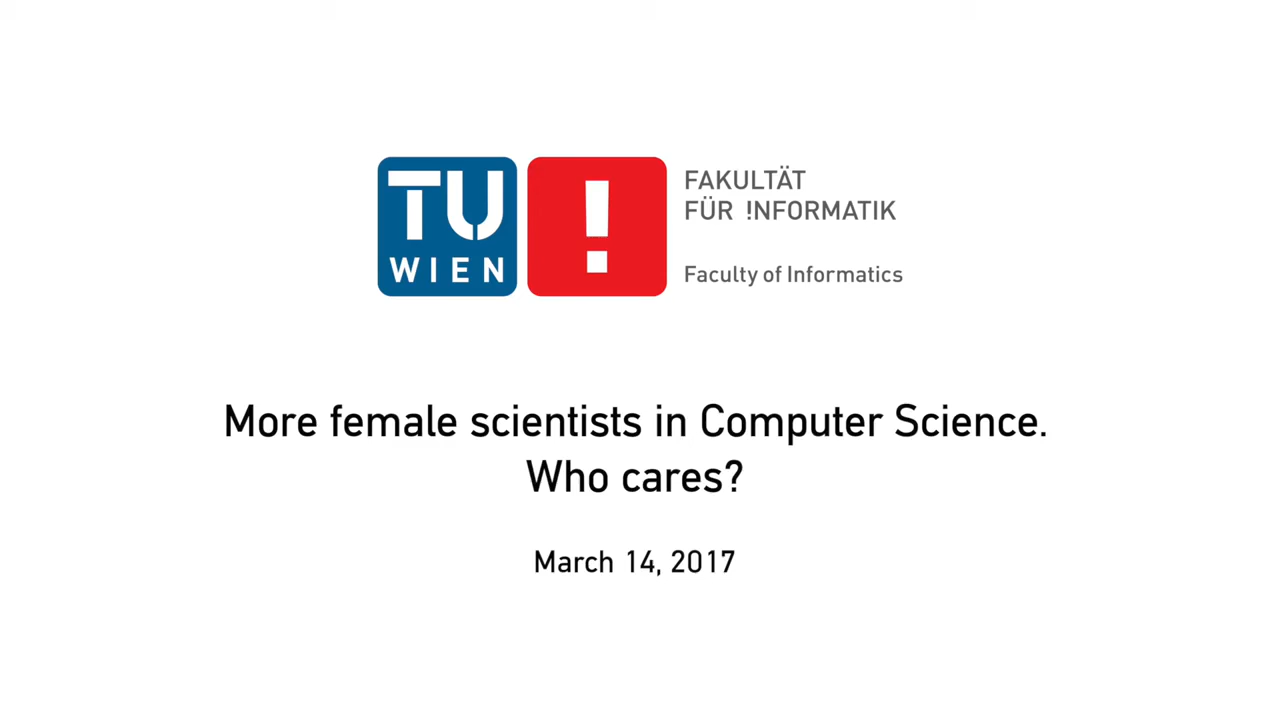 TU
WIEN
!
FAKULTÄT
FÜR !NFORMATIK
Faculty of Informatics
More female scientists in Computer Science.
Who cares?
March 14, 2017